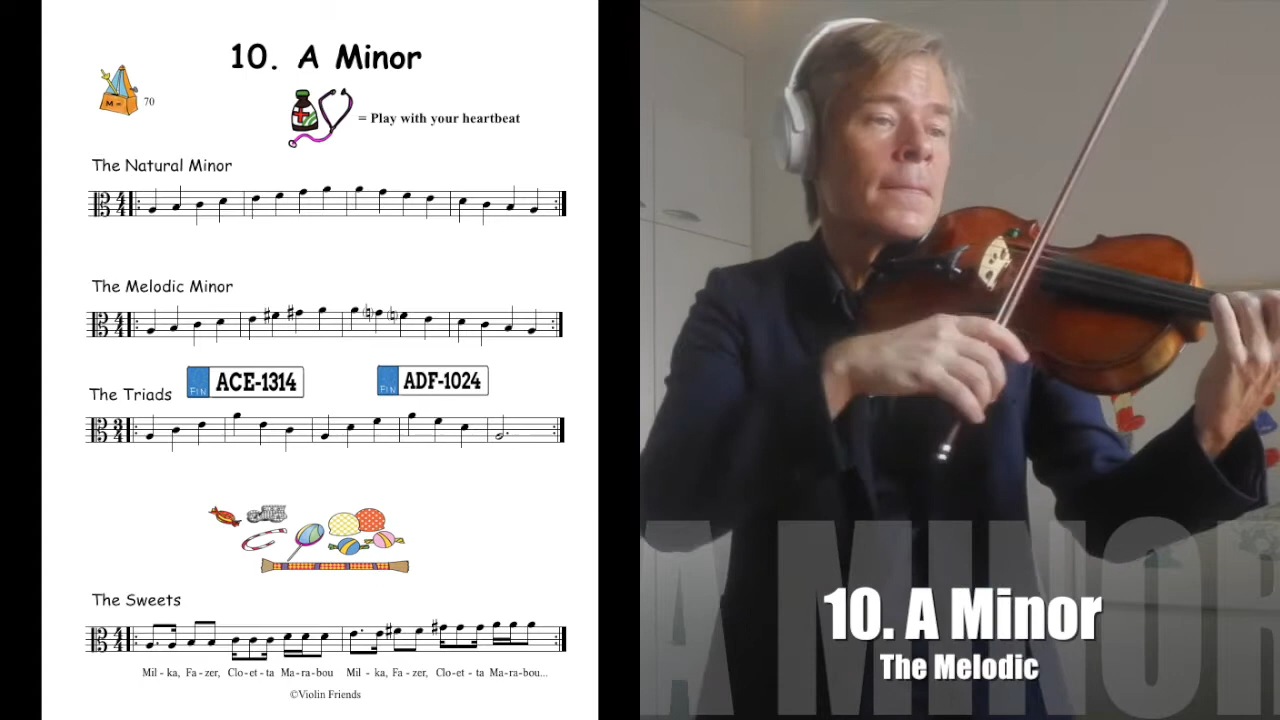 10. A Minor
M=
70
= Play with your heartbeat
The Natural Minor
The Melodic Minor
The Triads
FIN ACE-1314
FIN ADF-1024
The Sweets
Mil - ka, Fa - zer, Clo-et - ta Ma-ra-bou Mil - ka, Fa - zer, Clo-et - ta Ma-ra-bou...
©Violin Friends
A MINOR
10. A Minor
The Melodic